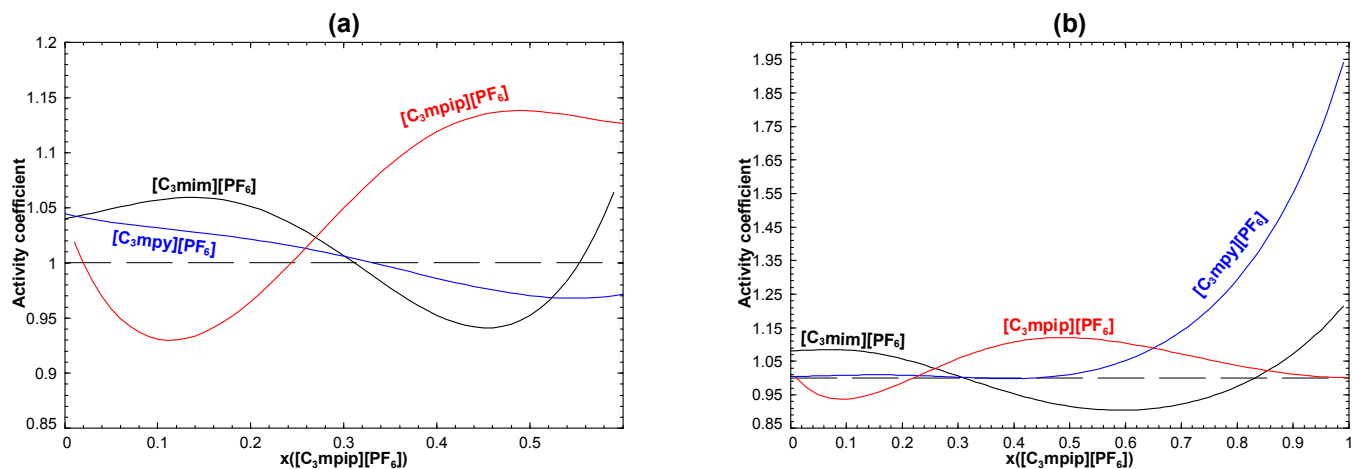 (a)
1.2
1.15
1.1
1.05
1
0.95
0.9
0.85
Activity coefficient
[C₃mpip][PF₆]
[C₃mim][PF₆]
[C₃mpy][PF₆]
0 0.1 0.2 0.3 0.4 0.5
x([C₃mpip][PF₆])
(b)
1.95
1.85
1.75
1.65
1.55
1.45
1.35
1.25
1.15
1.05
0.95
0.85
Activity coefficient
[C₃mpy][PF₆]
[C₃mpip][PF₆]
[C₃mim][PF₆]
0 0.1 0.2 0.3 0.4 0.5 0.6 0.7 0.8 0.9 1
x([C₃mpip][PF₆])